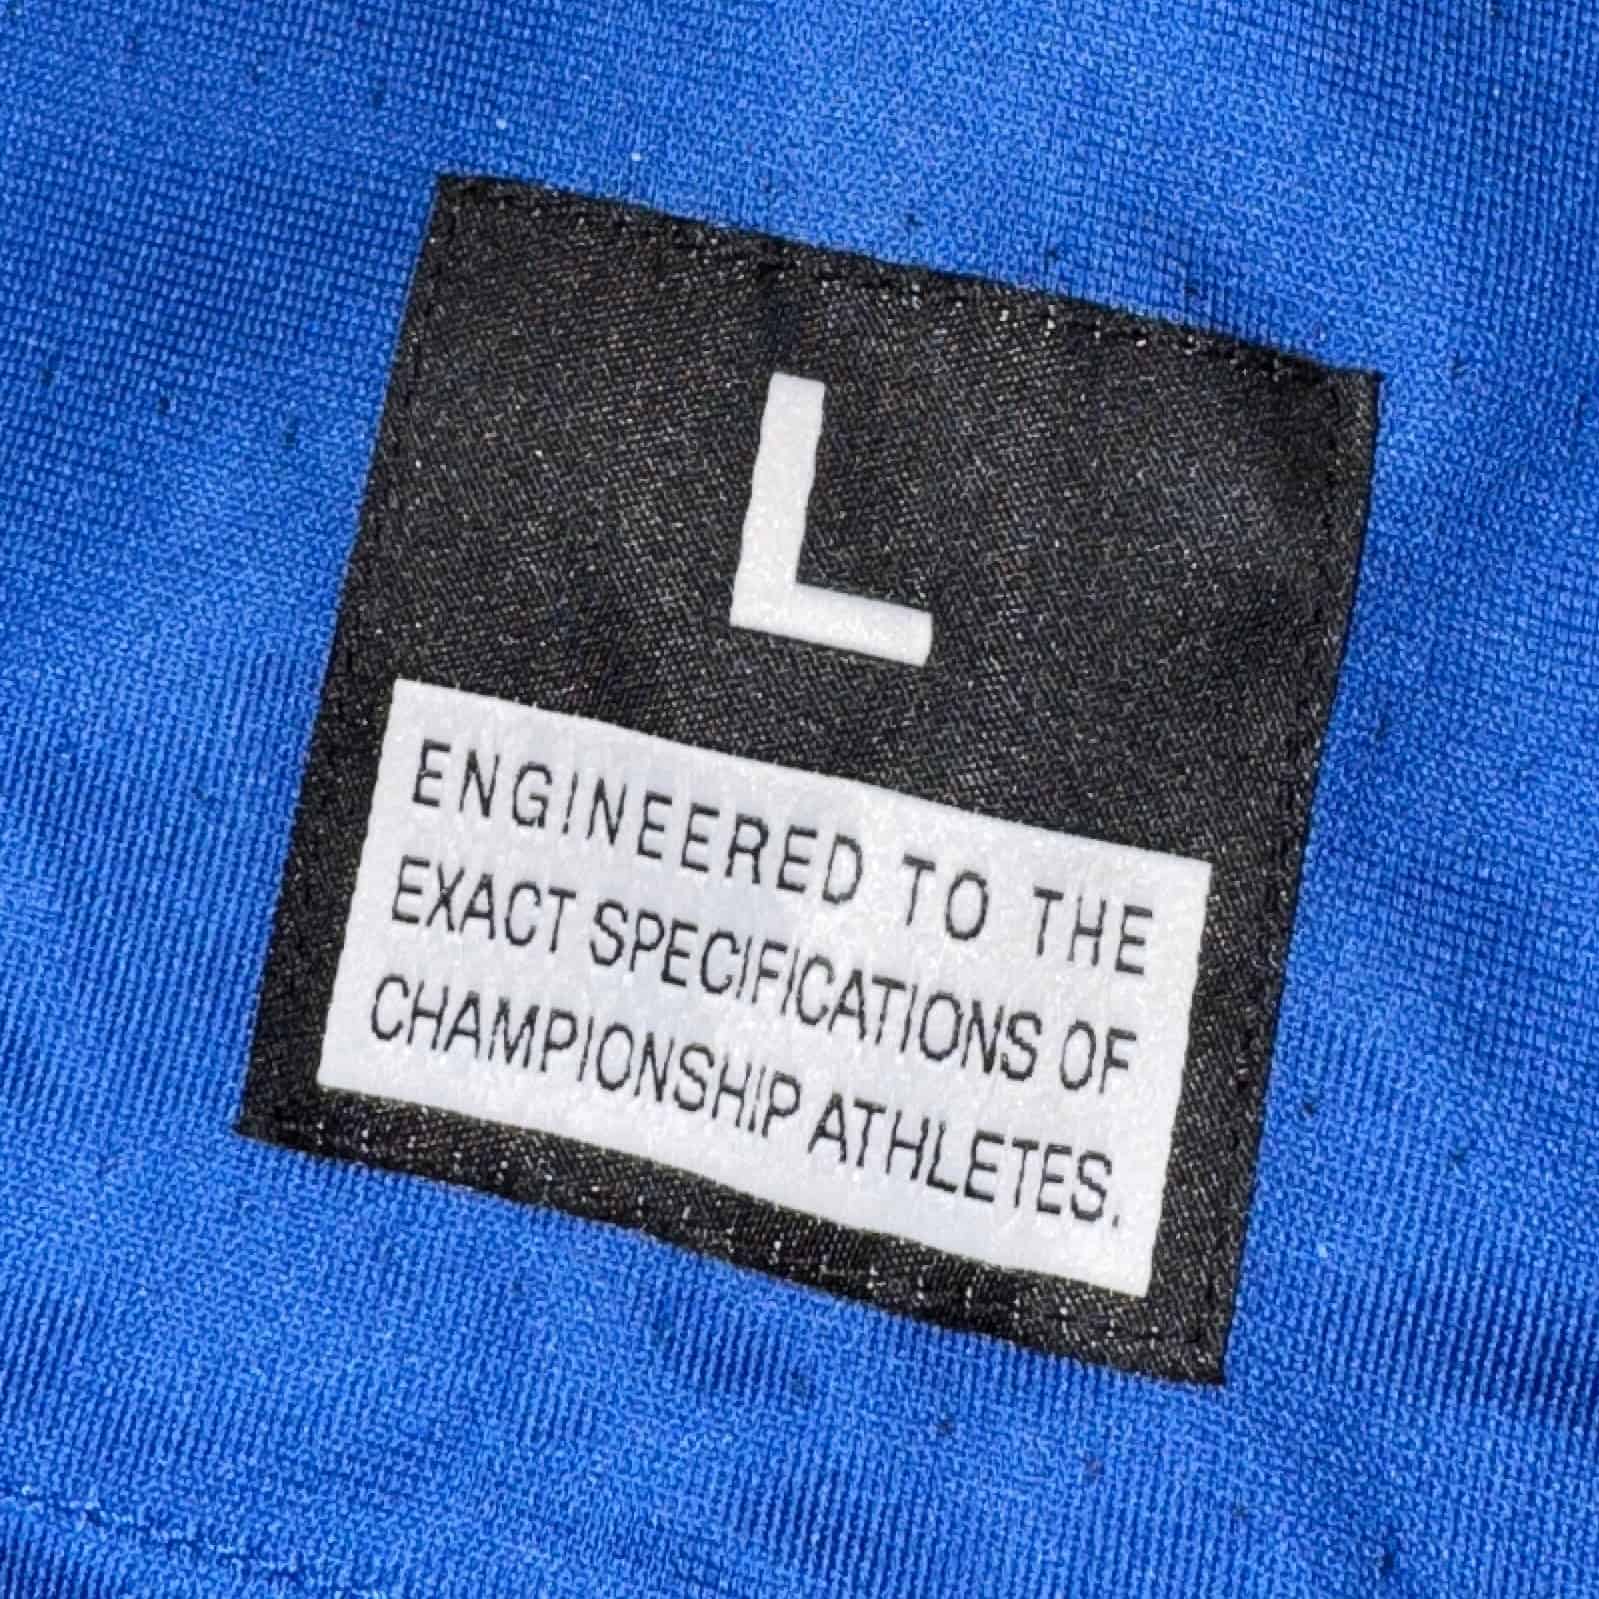 L
ENGINEERED TO THE
EXACT SPECIFICATIONS OF
CHAMPIONSHIP ATHLETES.